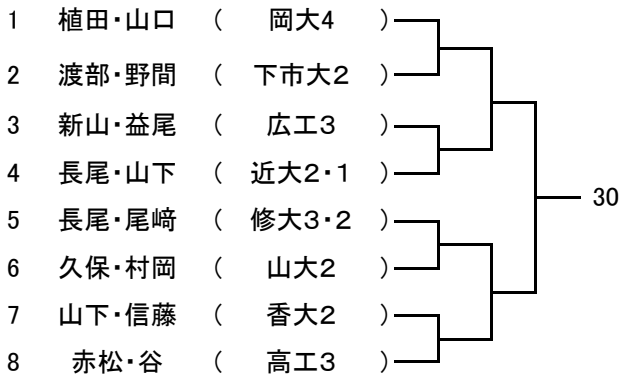 1 植田・山口 ( 岡大4 )
2 渡部・野間 ( 下市大2 )
3 新山・益尾 ( 広工3 )
4 長尾・山下 ( 近大2・1 )
30
5 長尾・尾﨑 ( 修大3・2 )
6 久保・村岡 ( 山大2 )
7 山下・信藤 ( 香大2 )
8 赤松・谷 ( 高工3 )